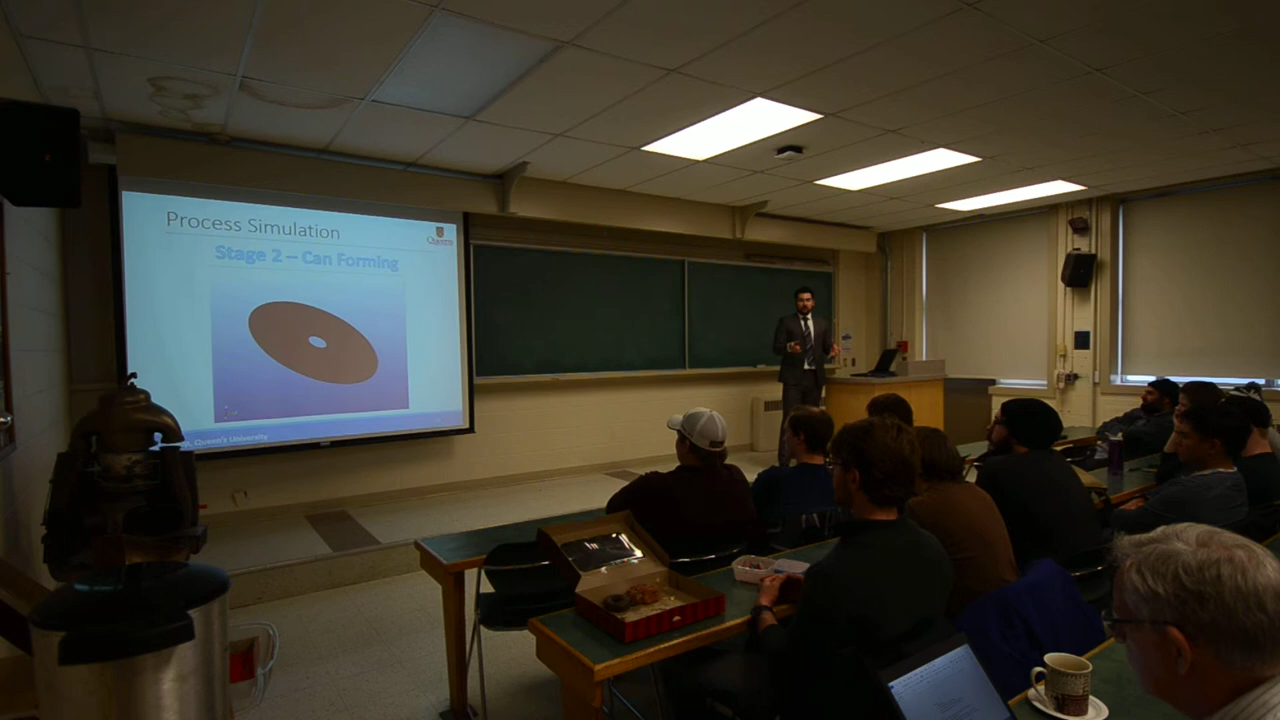 Process Simulation
Queen's
Stage 2 – Can Forming
Queen's University